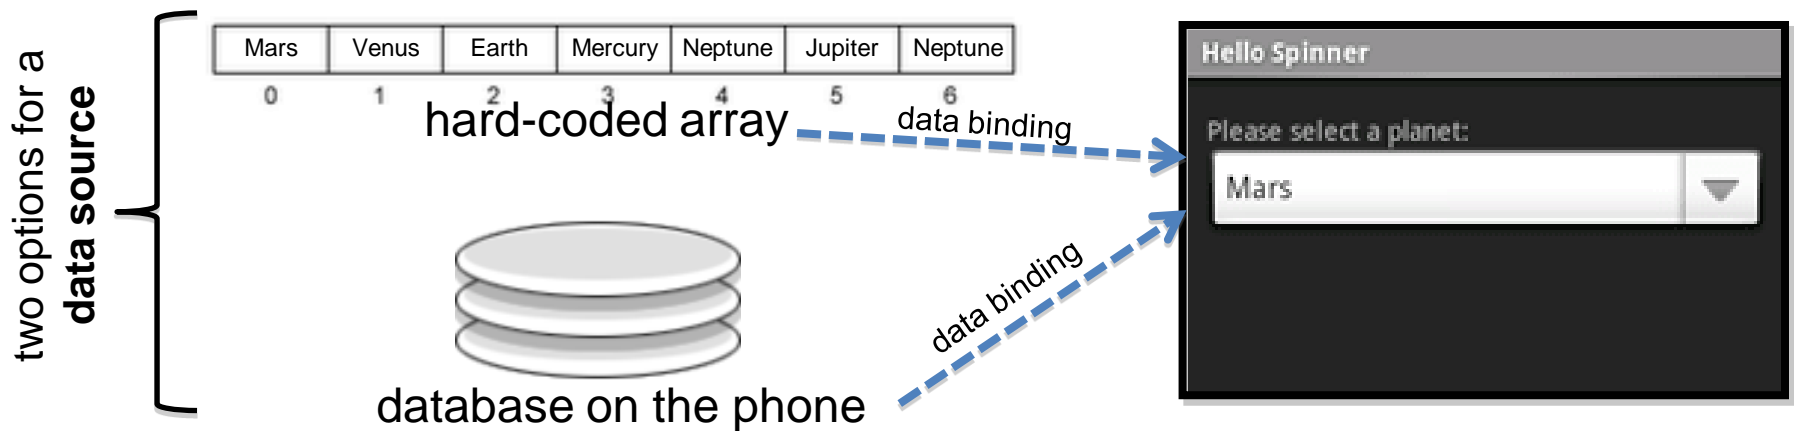 two options for a
data source
Mars Venus Earth Mercury Neptune Jupiter Neptune
0 1 2 3 4 5 6
hard-coded array
data binding
database on the phone
data binding
Hello Spinner
Please select a planet:
Mars